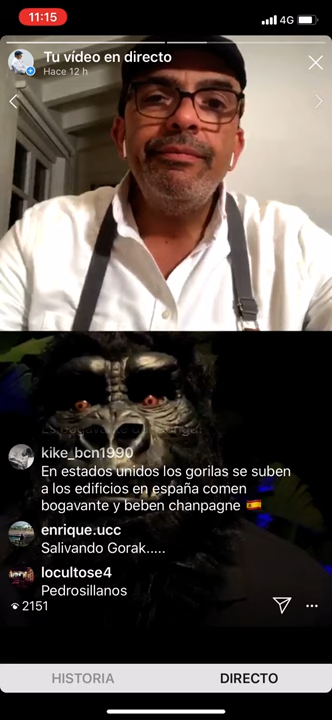 11:15
4G
Tu vídeo en directo
Hace 12 h
kike_bcn1990
En estados unidos los gorilas se suben
a los edificios en españa comen
bogavante y beben chanpagne 🇪🇸
enrique.ucc
Salivando Gorak.....
locultose4
Pedrosillanos
2151
HISTORIA
DIRECTO